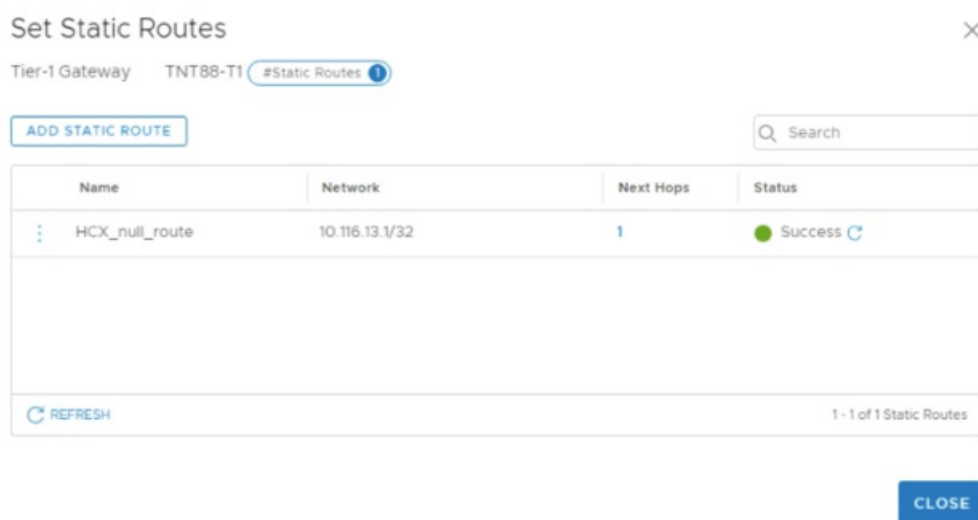 Set Static Routes
Tier-1 Gateway TNT88-T1 #Static Routes 1
ADD STATIC ROUTE
Search
Name Network Next Hops Status
HCX_null_route 10.116.13.1/32 1 Success
REFRESH 1 - 1 of 1 Static Routes
CLOSE